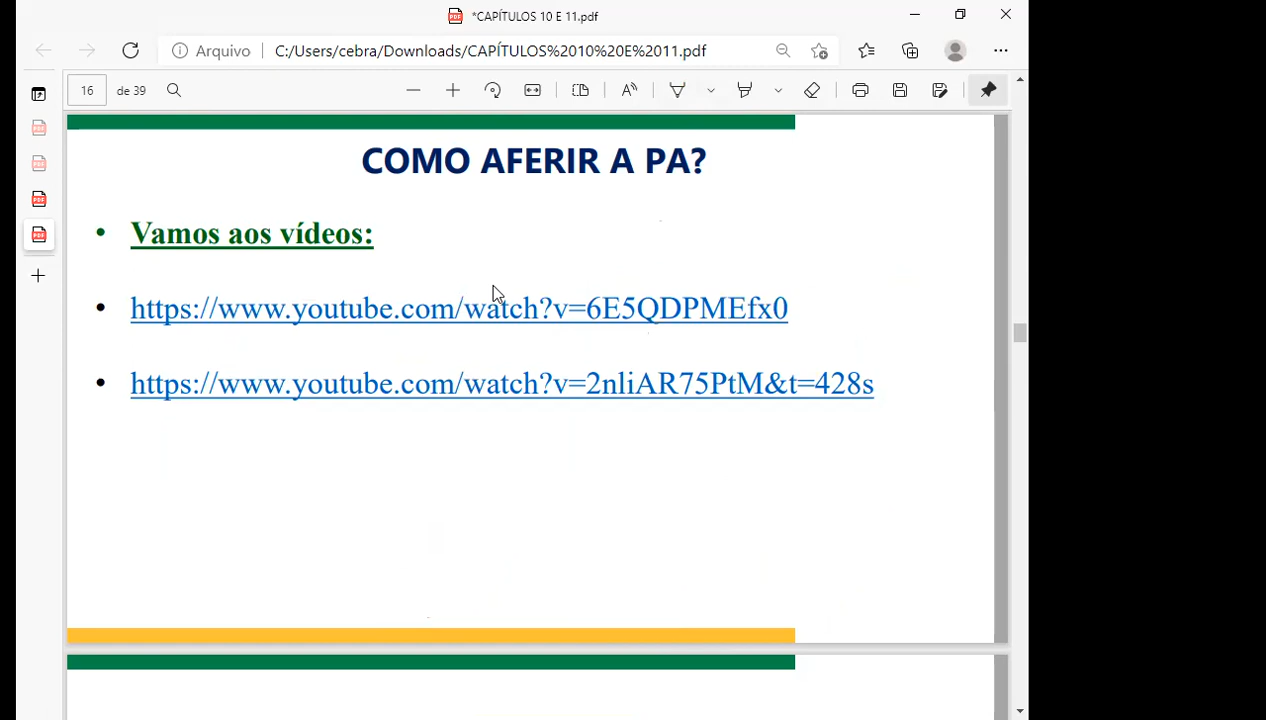 *CAPÍTULOS 10 E 11.pdf
Arquivo
C:/Users/cebra/Downloads/CAPÍTULOS%2010%20E%2011.pdf
16 de 39
COMO AFERIR A PA?
• Vamos aos vídeos:
• https://www.youtube.com/watch?v=6E5QDPMEfx0
• https://www.youtube.com/watch?v=2nliAR75PtM&t=428s